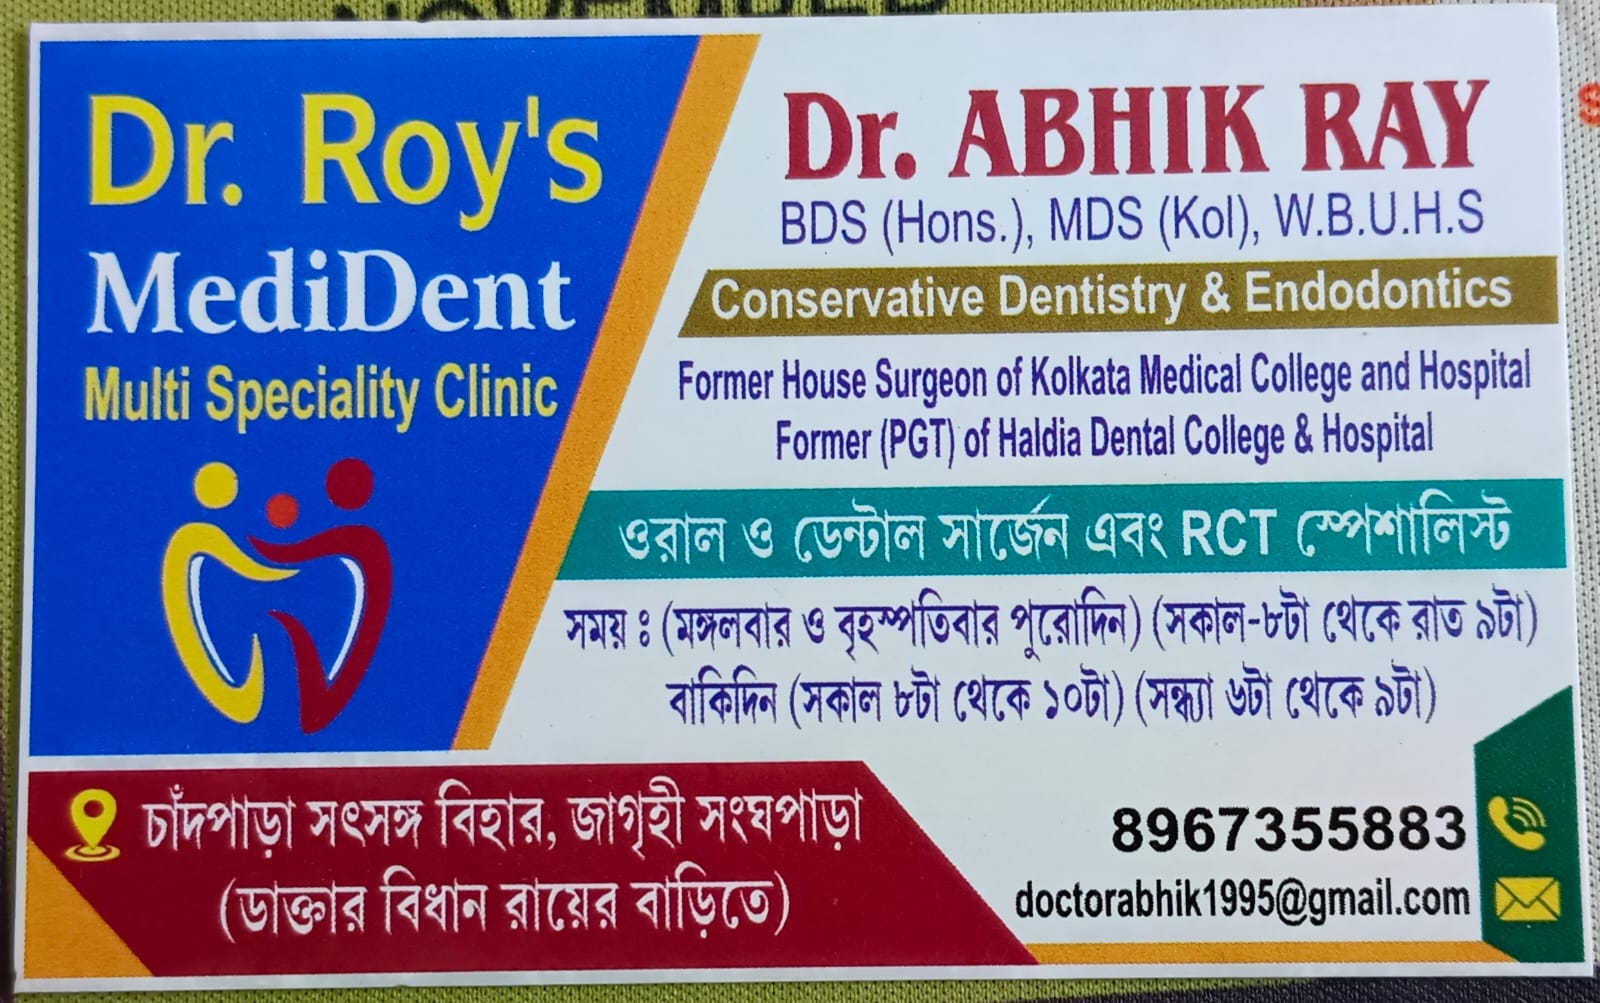 NOVEMBER
Dr. Roy's
MediDent
Multi Speciality Clinic
Dr. ABHIK RAY
BDS (Hons.), MDS (Kol), W.B.U.H.S
Conservative Dentistry & Endodontics
Former House Surgeon of Kolkata Medical College and Hospital
Former (PGT) of Haldia Dental College & Hospital
ওরাল ও ডেন্টাল সার্জেন এবং RCT স্পেশালিস্ট
সময় ঃ (মঙ্গলবার ও বৃহস্পতিবার পুরোদিন) (সকাল-৮টা থেকে রাত ৯টা)
বাকিদিন (সকাল ৮টা থেকে ১০টা) (সন্ধ্যা ৬টা থেকে ৯টা)
চাঁদপাড়া সৎসঙ্গ বিহার, জাগৃহী সংঘপাড়া
(ডাক্তার বিধান রায়ের বাড়িতে)
8967355883
doctorabhik1995@gmail.com